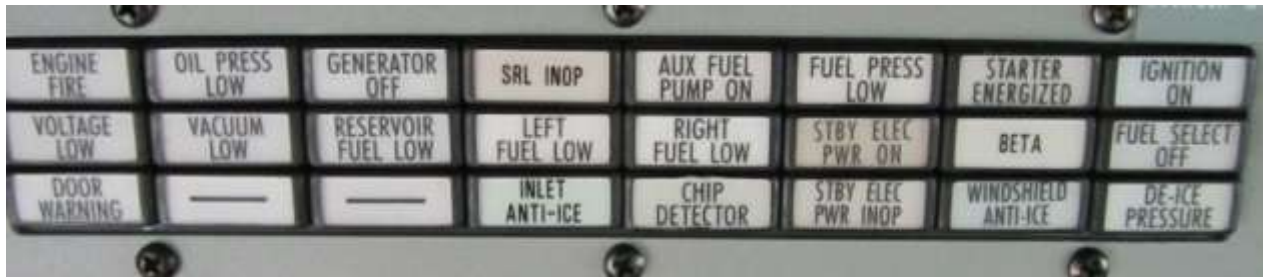 ENGINE FIRE
OIL PRESS LOW
GENERATOR OFF
SRL INOP
AUX FUEL PUMP ON
FUEL PRESS LOW
STARTER ENERGIZED
IGNITION ON
VOLTAGE LOW
VACUUM LOW
RESERVOIR FUEL LOW
LEFT FUEL LOW
RIGHT FUEL LOW
STBY ELEC PWR ON
BETA
FUEL SELECT OFF
DOOR WARNING
INLET ANTI-ICE
CHIP DETECTOR
STBY ELEC PWR INOP
WINDSHIELD ANTI-ICE
DE-ICE PRESSURE